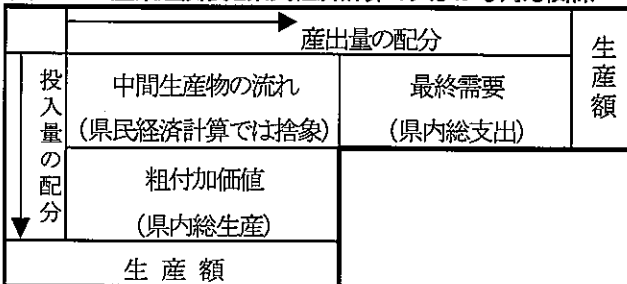 産出量の配分
生産額
投入量の配分
中間生産物の流れ
(県民経済計算では捨象)
最終需要
(県内総支出)
粗付加価値
(県内総生産)
生産額